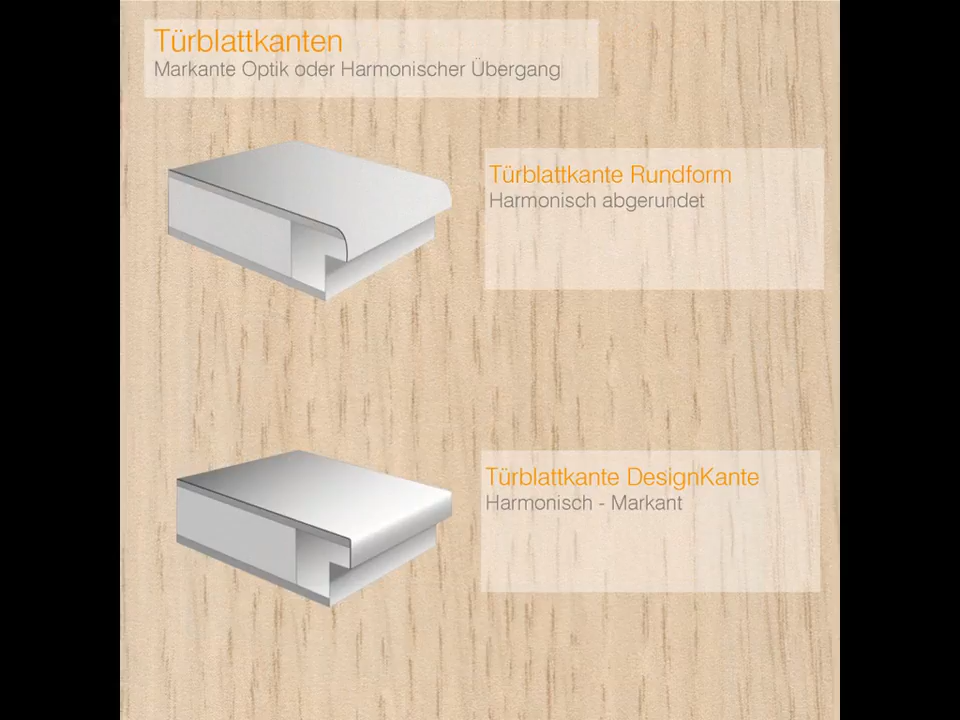 Türblattkanten
Markante Optik oder Harmonischer Übergang
Türblattkante Rundform
Harmonisch abgerundet
Türblattkante DesignKante
Harmonisch - Markant